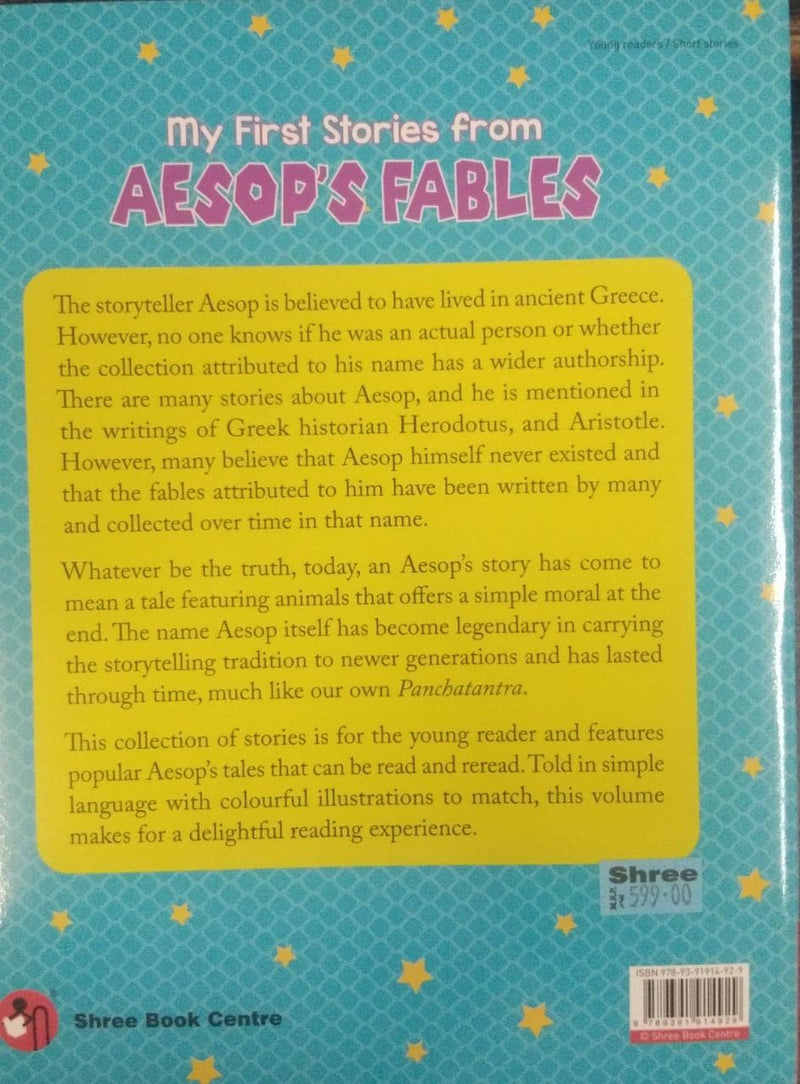 Young readers / Short stories
My First Stories from
AESOP'S FABLES
The storyteller Aesop is believed to have lived in ancient Greece.
However, no one knows if he was an actual person or whether
the collection attributed to his name has a wider authorship.
There are many stories about Aesop, and he is mentioned in
the writings of Greek historian Herodotus, and Aristotle.
However, many believe that Aesop himself never existed and
that the fables attributed to him have been written by many
and collected over time in that name.
Whatever be the truth, today, an Aesop's story has come to
mean a tale featuring animals that offers a simple moral at the
end. The name Aesop itself has become legendary in carrying
the storytelling tradition to newer generations and has lasted
through time, much like our own Panchatantra.
This collection of stories is for the young reader and features
popular Aesop's tales that can be read and reread. Told in simple
language with colourful illustrations to match, this volume
makes for a delightful reading experience.
Shree
M.R.P. ₹ 599.00
ISBN 978-93-91914-92-9
9 789391 914929
© Shree Book Centre
Shree Book Centre